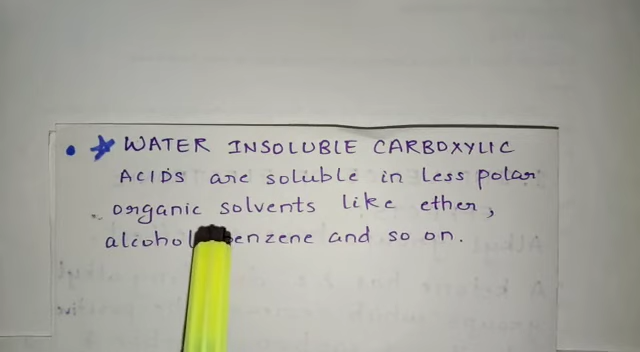 WATER INSOLUBLE CARBOXYLIC
ACIDS are soluble in less polar
organic solvents like ether,
alcohol benzene and so on.